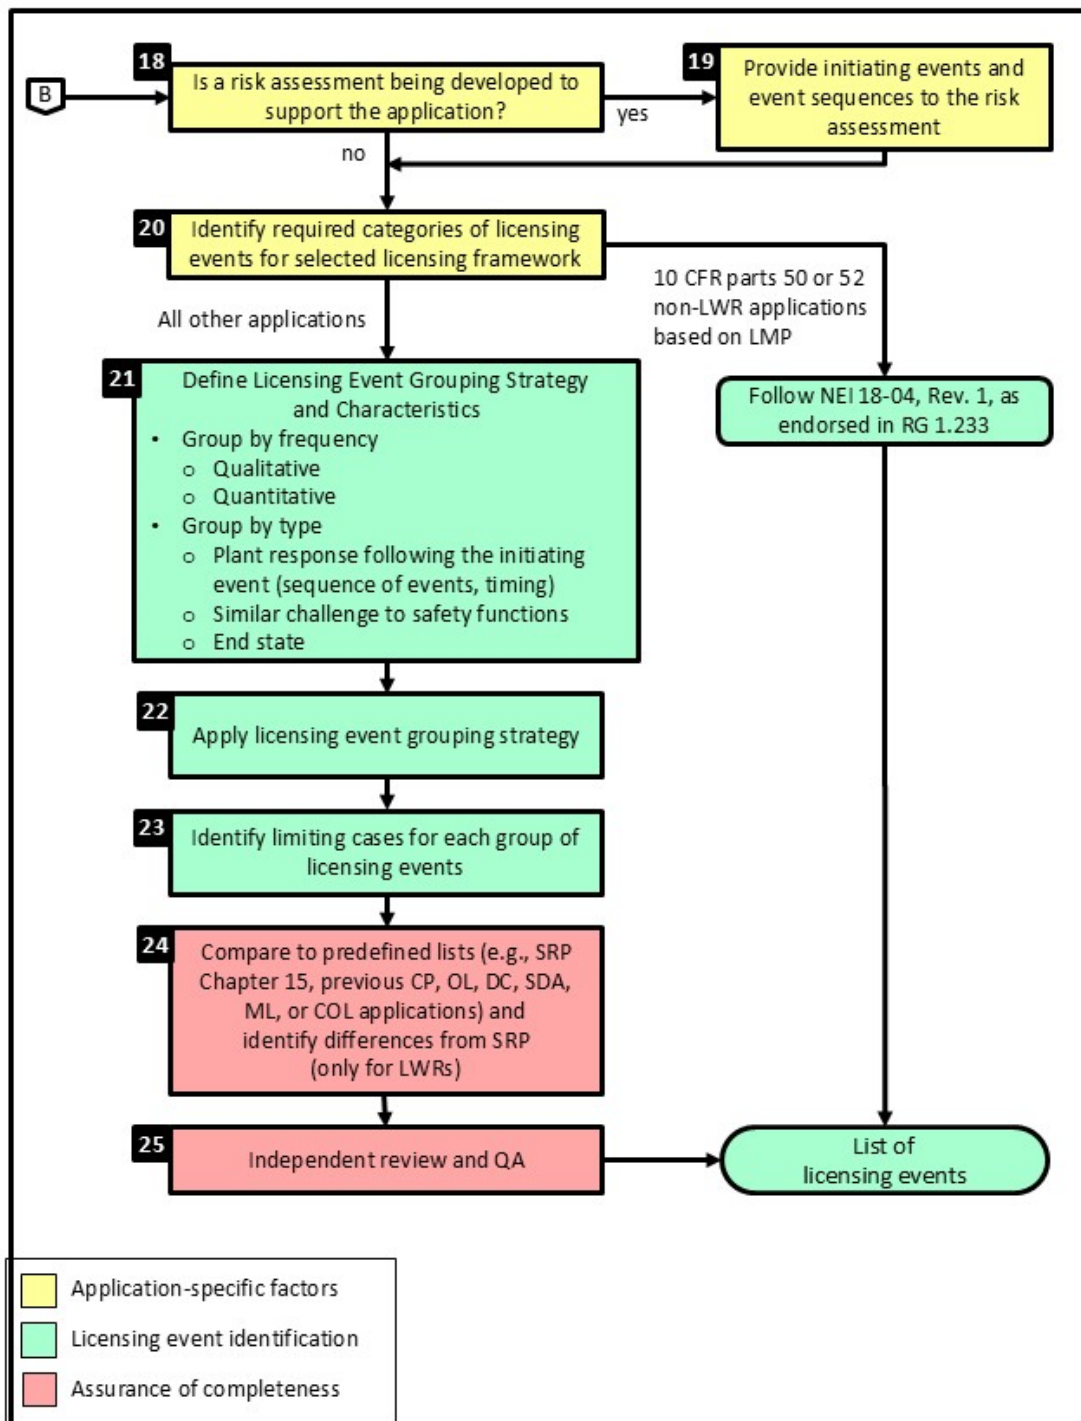 B
18
Is a risk assessment being developed to
support the application?
yes
no
19
Provide initiating events and
event sequences to the risk
assessment
20
Identify required categories of licensing
events for selected licensing framework
All other applications
10 CFR parts 50 or 52
non-LWR applications
based on LMP
21
Define Licensing Event Grouping Strategy
and Characteristics
• Group by frequency
o Qualitative
o Quantitative
• Group by type
o Plant response following the initiating
event (sequence of events, timing)
o Similar challenge to safety functions
o End state
Follow NEI 18-04, Rev. 1, as
endorsed in RG 1.233
22
Apply licensing event grouping strategy
23
Identify limiting cases for each group of
licensing events
24
Compare to predefined lists (e.g., SRP
Chapter 15, previous CP, OL, DC, SDA,
ML, or COL applications) and
identify differences from SRP
(only for LWRs)
25
Independent review and QA
List of
licensing events
Application-specific factors
Licensing event identification
Assurance of completeness